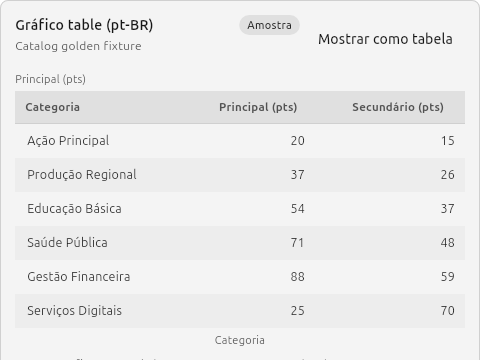 Gráfico table (pt-BR)
Amostra
Mostrar como tabela
Catalog golden fixture
Principal (pts)
Categoria Principal (pts) Secundário (pts)
Ação Principal 20 15
Produção Regional 37 26
Educação Básica 54 37
Saúde Pública 71 48
Gestão Financeira 88 59
Serviços Digitais 25 70
Categoria